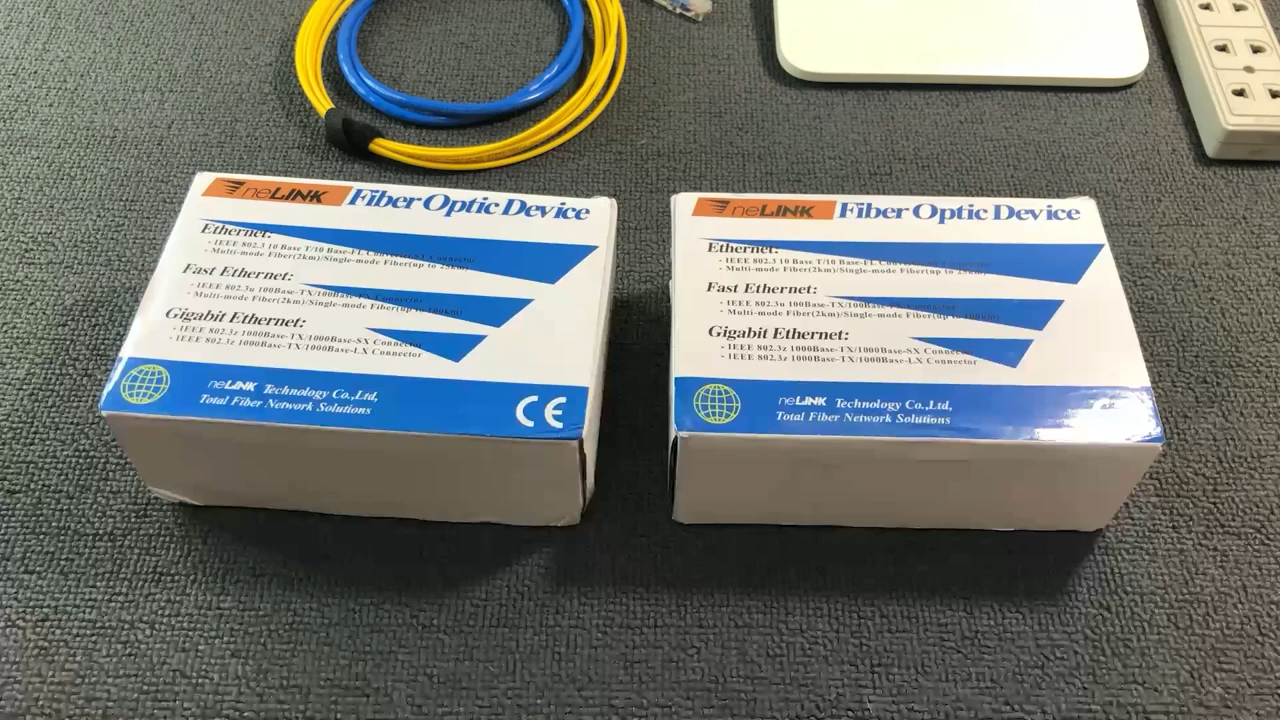 neLINK Fiber Optic Device
Ethernet:
· IEEE 802.3 10 Base T/10 Base-FL Converter,ST Connector
· Multi-mode Fiber(2km)/Single-mode Fiber(up to 25km)
Fast Ethernet:
· IEEE 802.3u 100Base-TX/100Base-FX Connector
· Multi-mode Fiber(2km)/Single-mode Fiber(up to 100km)
Gigabit Ethernet:
· IEEE 802.3z 1000Base-TX/1000Base-SX Connector
· IEEE 802.3z 1000Base-TX/1000Base-LX Connector
neLINK Technology Co.,Ltd,
Total Fiber Network Solutions
CE
neLINK Fiber Optic Device
Ethernet:
· IEEE 802.3 10 Base T/10 Base-FL
· Multi-mode Fiber(2km)/Single-mode Fiber(up to 25km)
Fast Ethernet:
· IEEE 802.3u 100Base-TX/100Base-FX Connector
· Multi-mode Fiber(2km)/Single-mode Fiber(up to 100km)
Gigabit Ethernet:
· IEEE 802.3z 1000Base-TX/1000Base-SX Connector
· IEEE 802.3z 1000Base-TX/1000Base-LX Connector
neLINK Technology Co.,Ltd,
Total Fiber Network Solutions